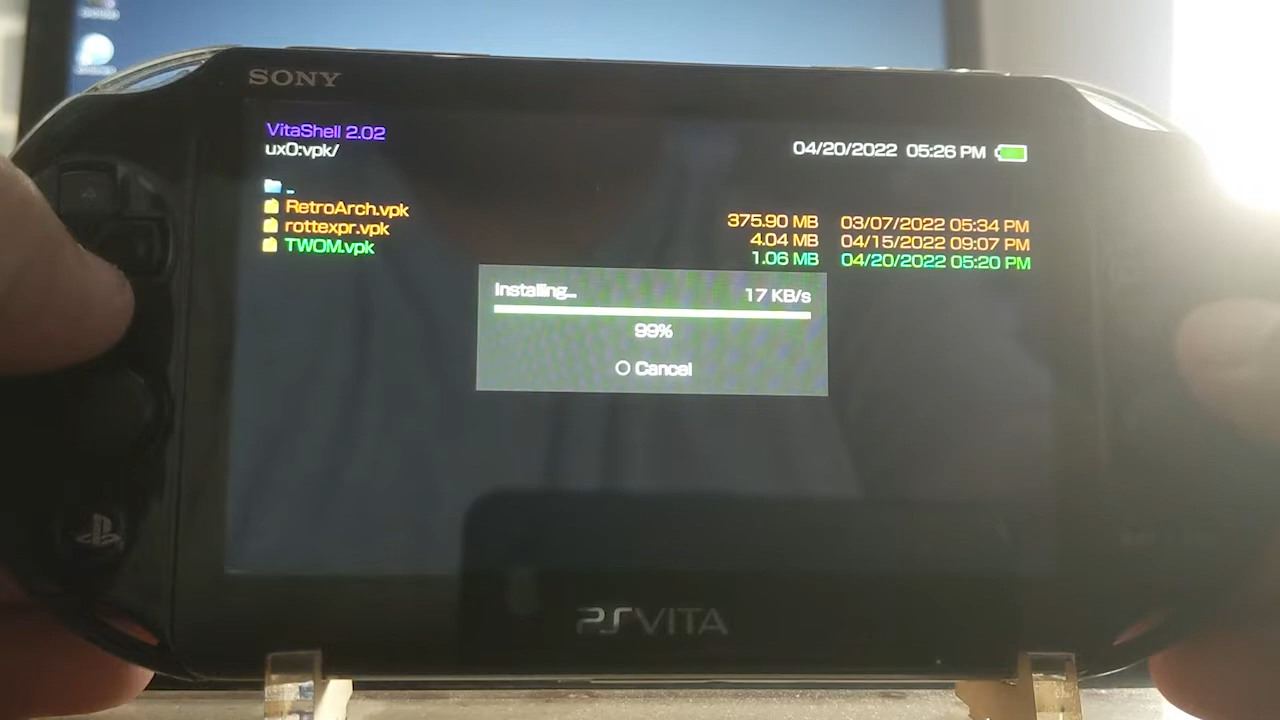 SONY
VitaShell 2.02
ux0:vpk/
04/20/2022 05:26 PM
..
RetroArch.vpk 375.90 MB 03/07/2022 05:34 PM
rottexpr.vpk 4.04 MB 04/15/2022 09:07 PM
TWOM.vpk 1.06 MB 04/20/2022 05:20 PM
Installing... 17 KB/s
99%
Cancel
PSVITA